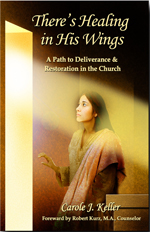 There's Healing
in His Wings
A Path to Deliverance &
Restoration in the Church
Carole J. Keller
Foreword by Robert Kurz, M.A., Counselor